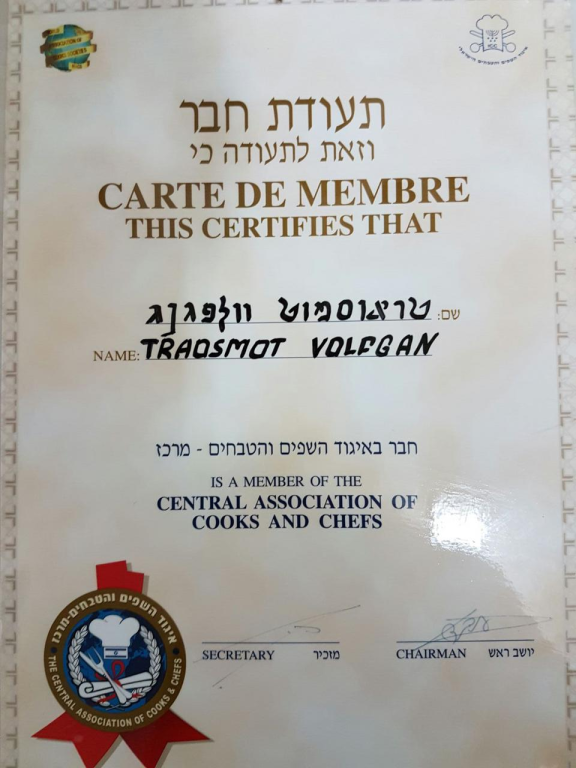 תעודת חבר
וזאת לתעודה כי
CARTE DE MEMBRE
THIS CERTIFIES THAT
שם: טראוסמוט וולפגנג
NAME: TRAOSMOT VOLFGAN
חבר באיגוד השפים והטבחים - מרכז
IS A MEMBER OF THE
CENTRAL ASSOCIATION OF
COOKS AND CHEFS
SECRETARY מזכיר
CHAIRMAN יושב ראש
איגוד השפים והטבחים-מרכז
THE CENTRAL ASSOCIATION OF COOKS & CHEFS